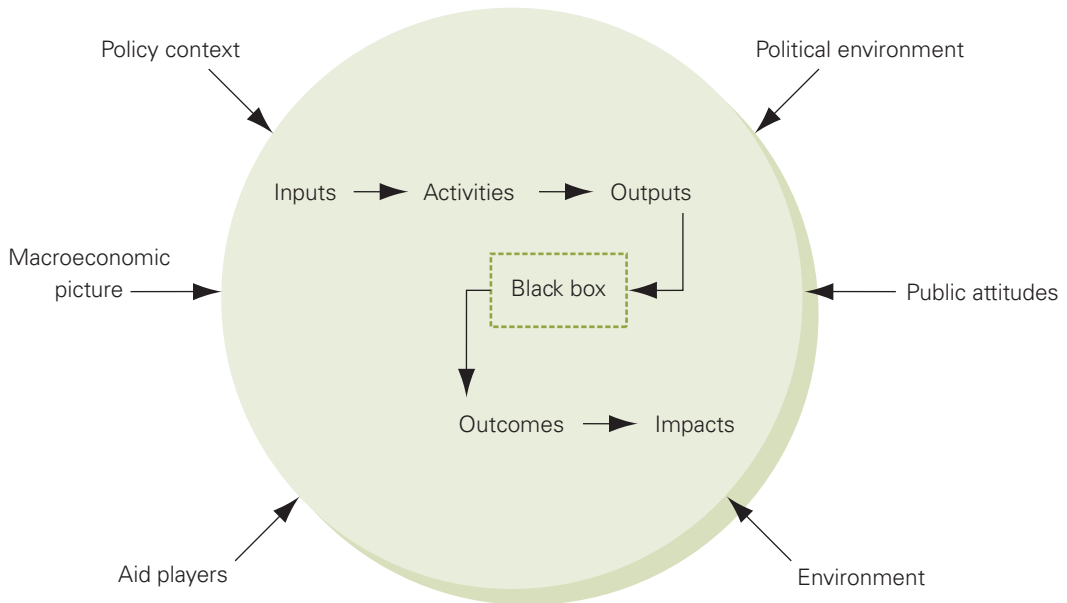 Policy context
Political environment
Inputs
Activities
Outputs
Macroeconomic
picture
Black box
Public attitudes
Outcomes
Impacts
Aid players
Environment